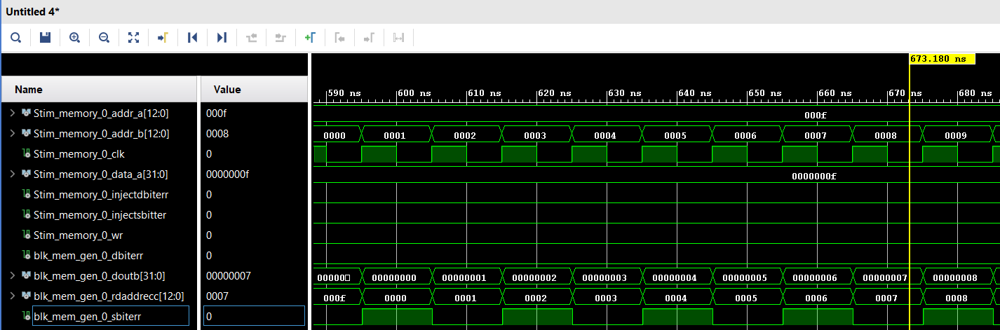 Untitled 4*
673.180 ns
Name Value
590 ns 600 ns 610 ns 620 ns 630 ns 640 ns 650 ns 660 ns 670 ns 680 ns
Stim_memory_0_addr_a[12:0] 000f 000f
Stim_memory_0_addr_b[12:0] 0008 0000 0001 0002 0003 0004 0005 0006 0007 0008 0009
Stim_memory_0_clk 0
Stim_memory_0_data_a[31:0] 0000000f 0000000f
Stim_memory_0_injectdbiterr 0
Stim_memory_0_injectsbitter 0
Stim_memory_0_wr 0
blk_mem_gen_0_dbiterr 0
blk_mem_gen_0_doutb[31:0] 00000007 00000□ 00000000 00000001 00000002 00000003 00000004 00000005 00000006 00000007 00000008
blk_mem_gen_0_rdaddrecc[12:0] 0007 000f 0000 0001 0002 0003 0004 0005 0006 0007 0008
blk_mem_gen_0_sbiterr 0